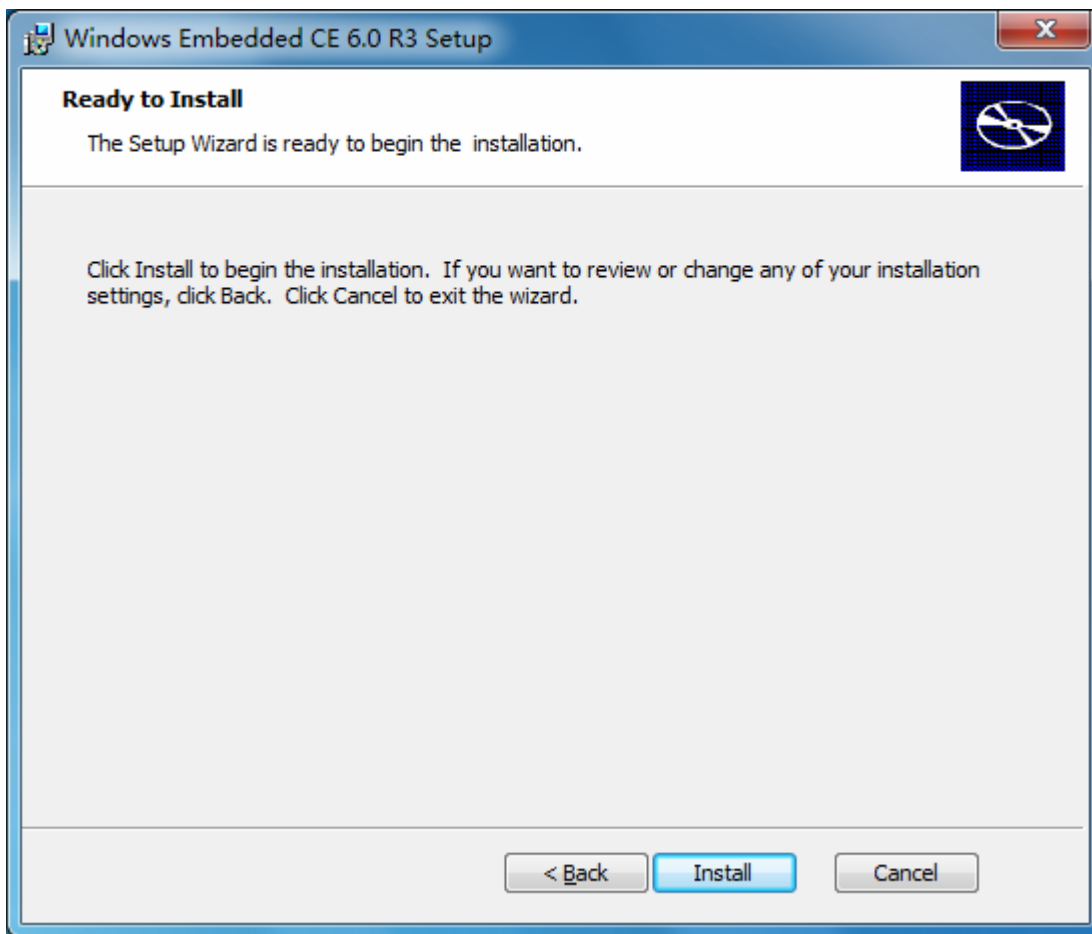 Windows Embedded CE 6.0 R3 Setup
Ready to Install
The Setup Wizard is ready to begin the installation.
Click Install to begin the installation. If you want to review or change any of your installation
settings, click Back. Click Cancel to exit the wizard.
< Back
Install
Cancel